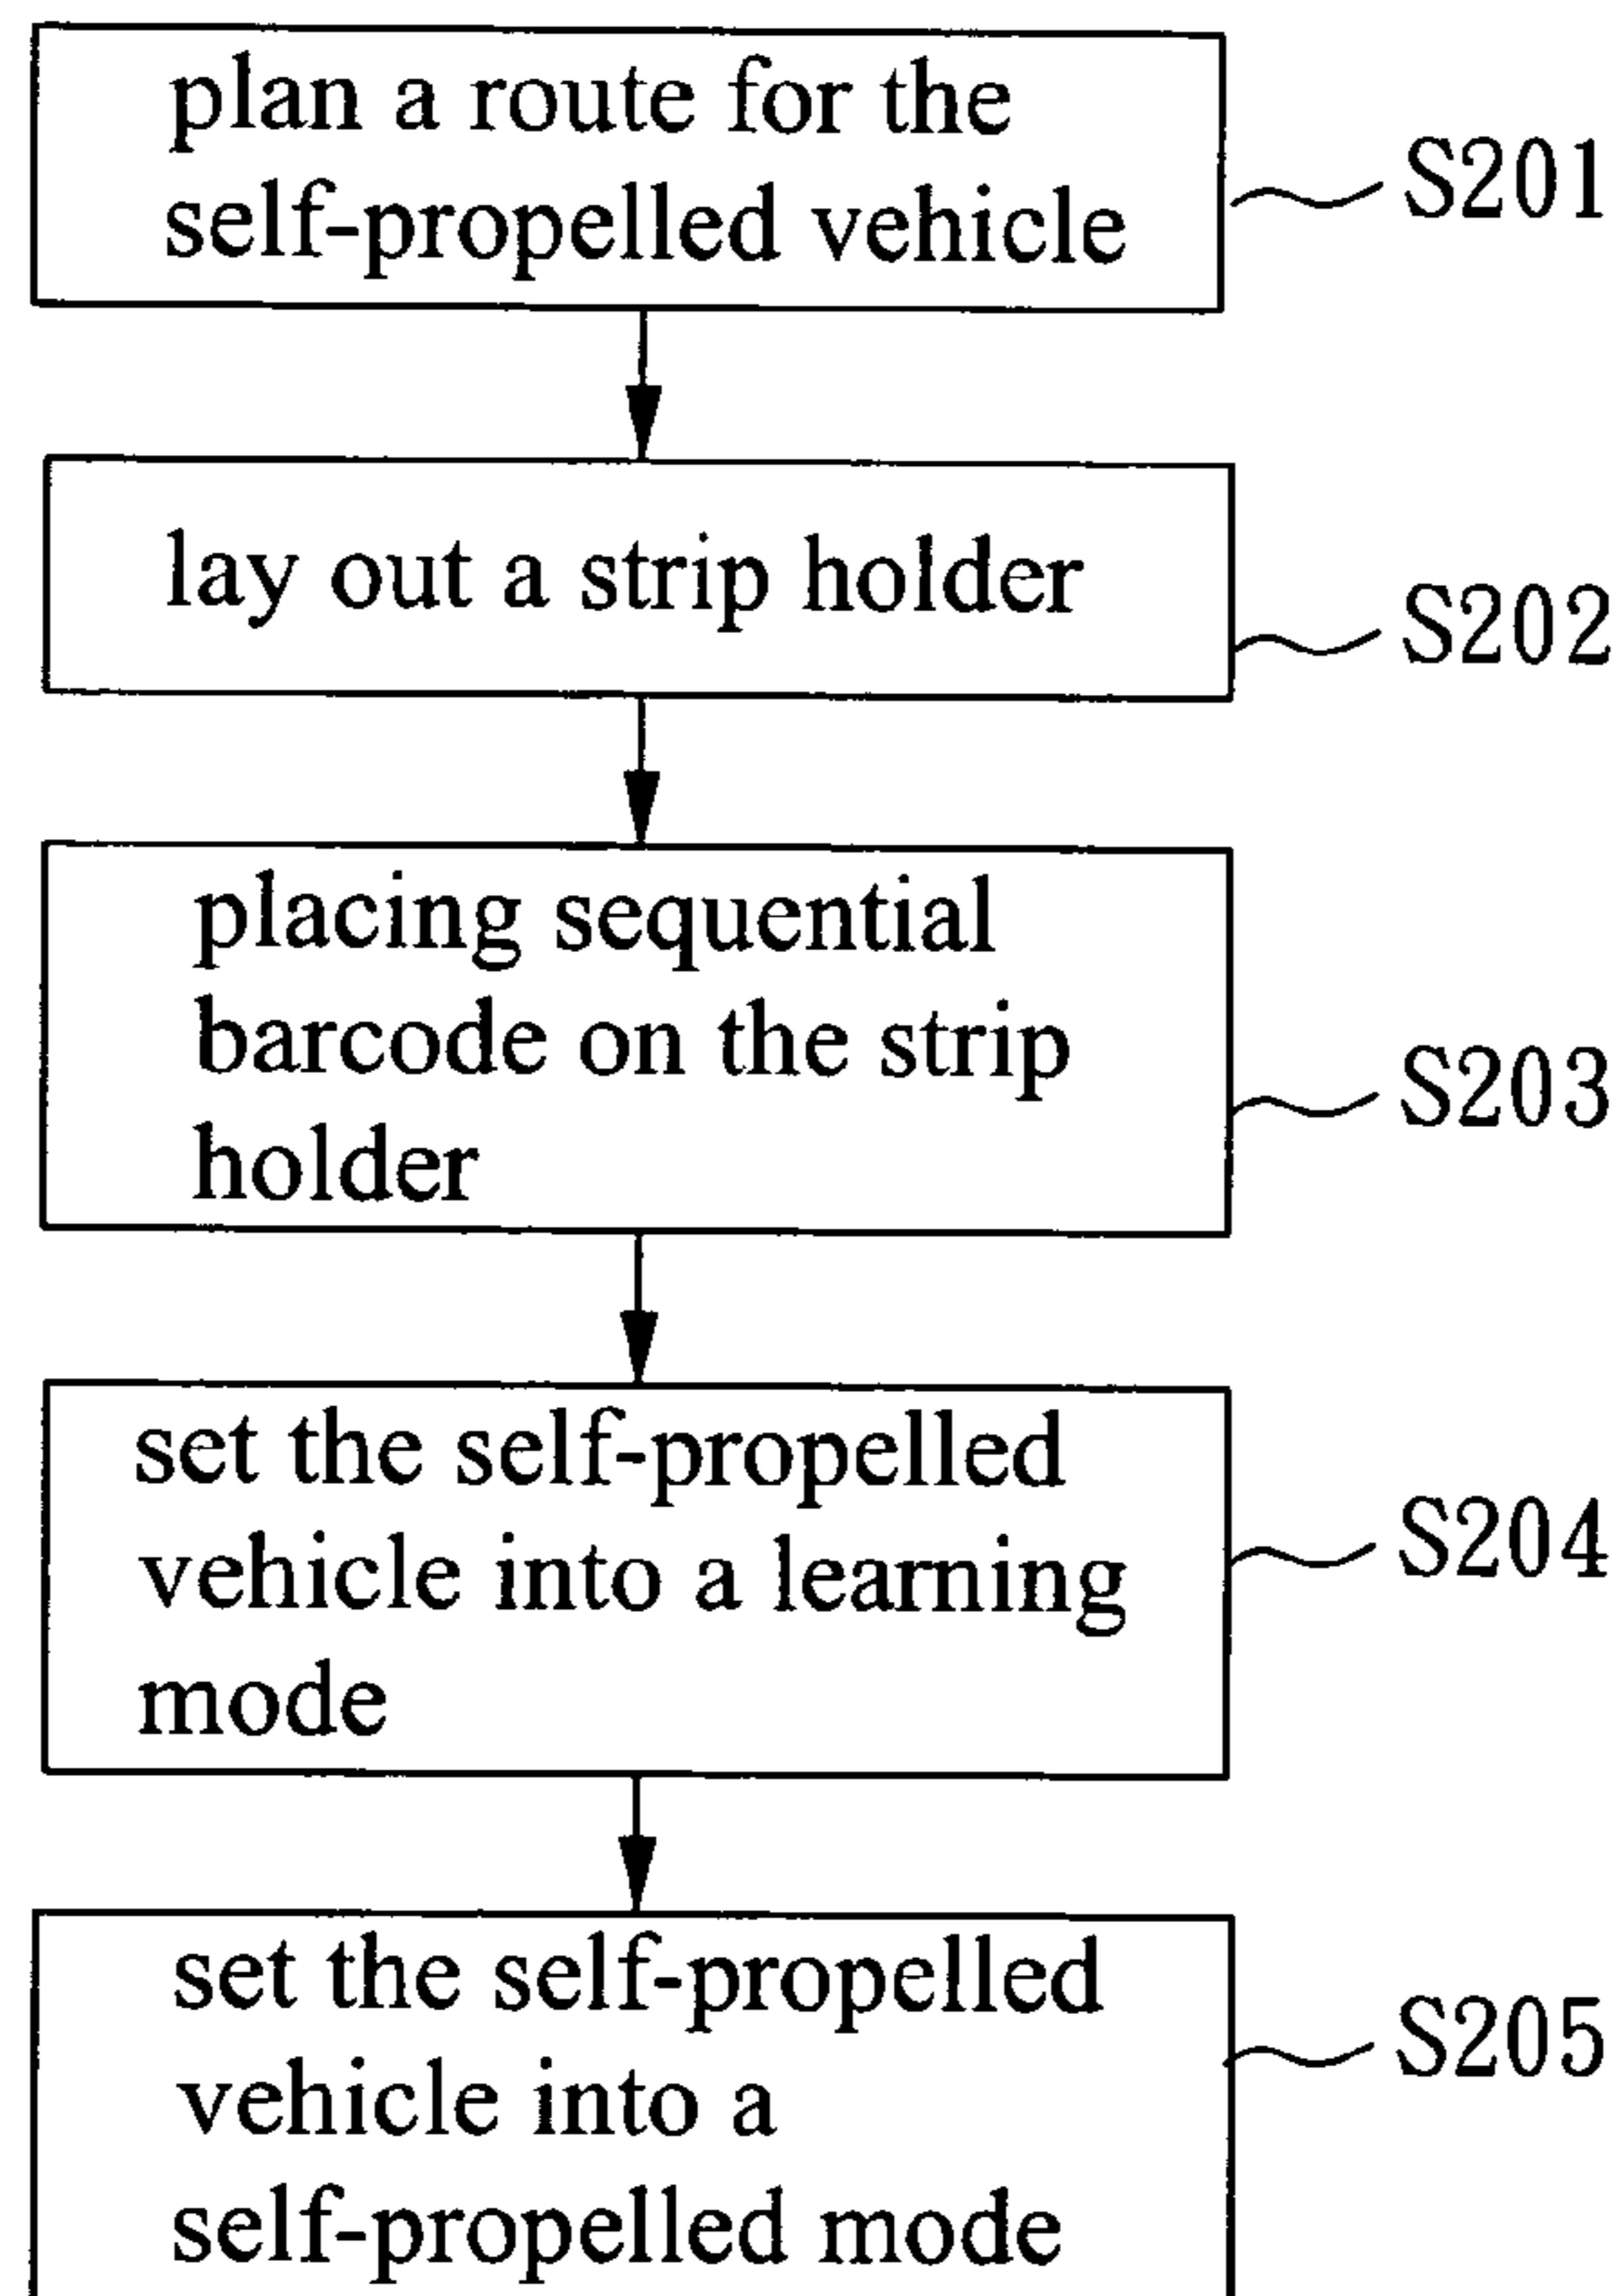 plan a route for the
self-propelled vehicle
S201
lay out a strip holder
S202
placing sequential
barcode on the strip
holder
S203
set the self-propelled
vehicle into a learning
mode
S204
set the self-propelled
vehicle into a
self-propelled mode
S205